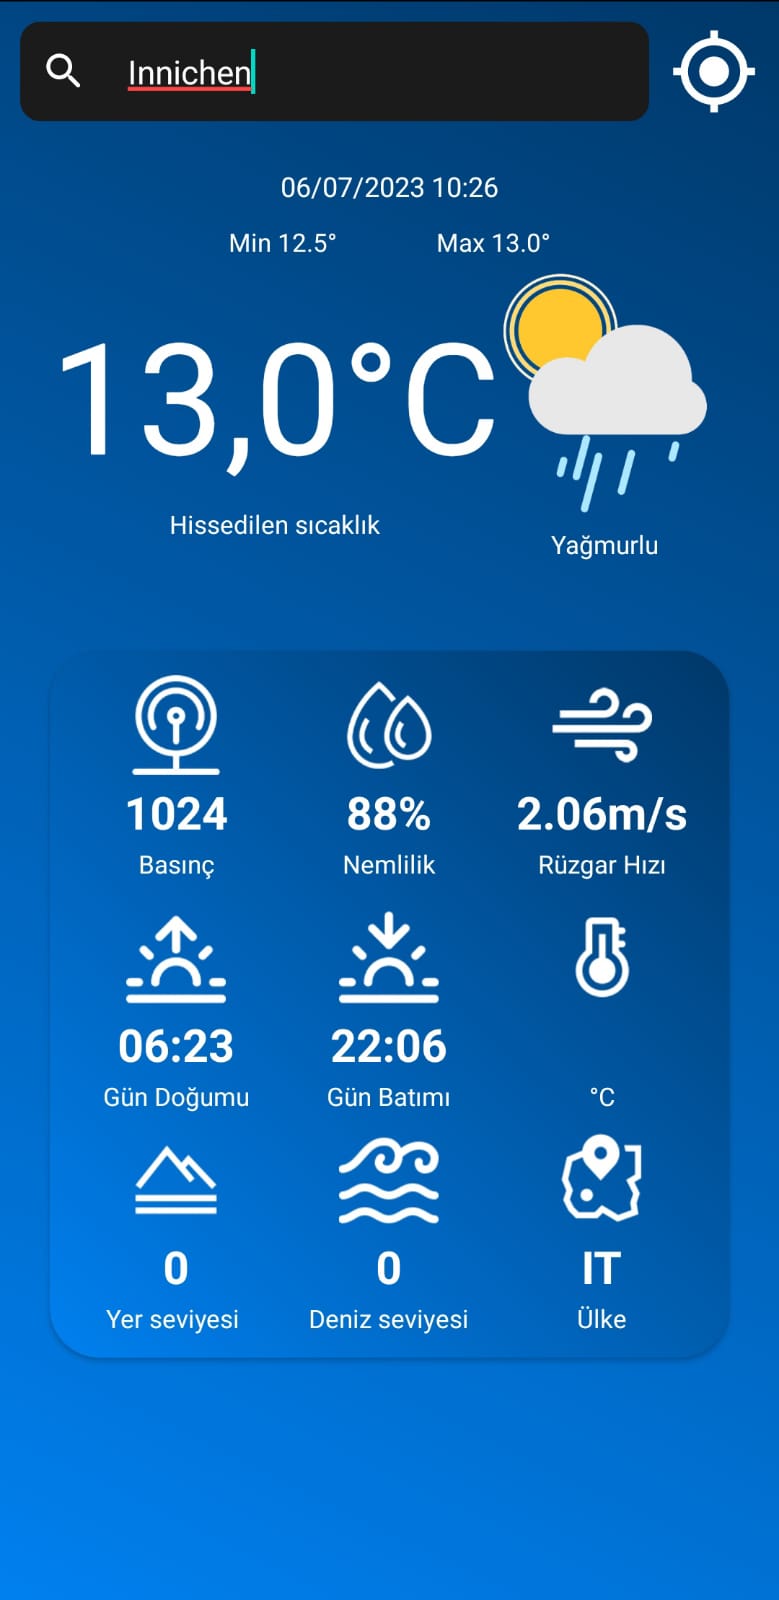 Innichen
06/07/2023 10:26
Min 12.5° Max 13.0°
13,0°C
Hissedilen sıcaklık
Yağmurlu
1024 88% 2.06m/s
Basınç Nemlilik Rüzgar Hızı
06:23 22:06
Gün Doğumu Gün Batımı °C
0 0 IT
Yer seviyesi Deniz seviyesi Ülke